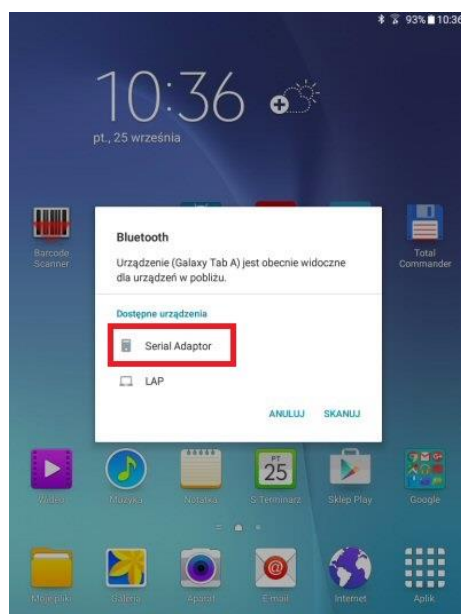 93% 10:36
10:36
pt., 25 września
Barcode
Scanner
Total
Commander
Bluetooth
Urządzenie (Galaxy Tab A) jest obecnie widoczne
dla urządzeń w pobliżu.
Dostępne urządzenia
Serial Adaptor
LAP
ANULUJ SKANUJ
PT
25
Video Muzyka Notatka S Terminarz Sklep Play Google
Moje pliki Galeria Aparat E-mail Internet Aplik.